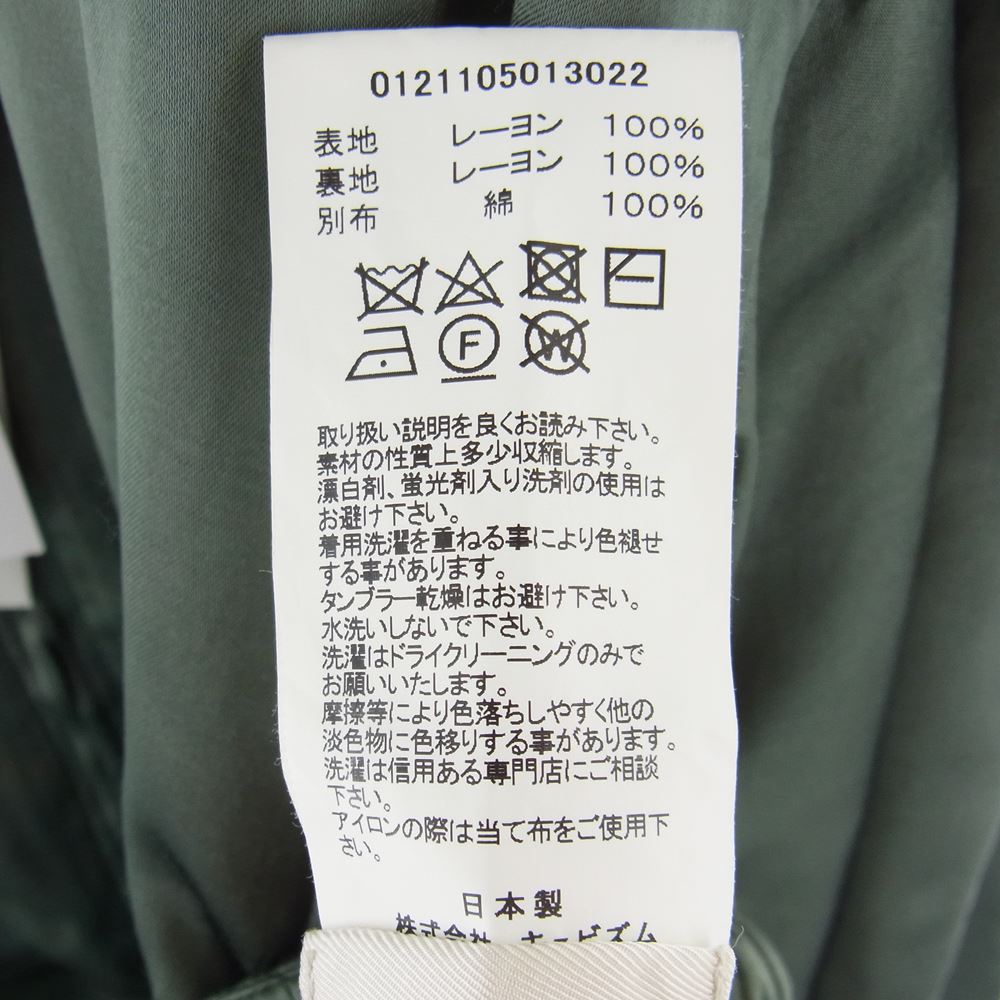 0121105013022
表地 レーヨン 100%
裏地 レーヨン 100%
別布 綿 100%
F
W
取り扱い説明を良くお読み下さい。
素材の性質上多少収縮します。
漂白剤、蛍光剤入り洗剤の使用は
お避け下さい。
着用洗濯を重ねる事により色褪せ
する事があります。
タンブラー乾燥はお避け下さい。
水洗いしないで下さい。
洗濯はドライクリーニングのみで
お願いいたします。
摩擦等により色落ちしやすく他の
淡色物に色移りする事があります。
洗濯は信用ある専門店にご相談
下さい。
アイロンの際は当て布をご使用下
さい。
日本製
株式会社 キュービズム